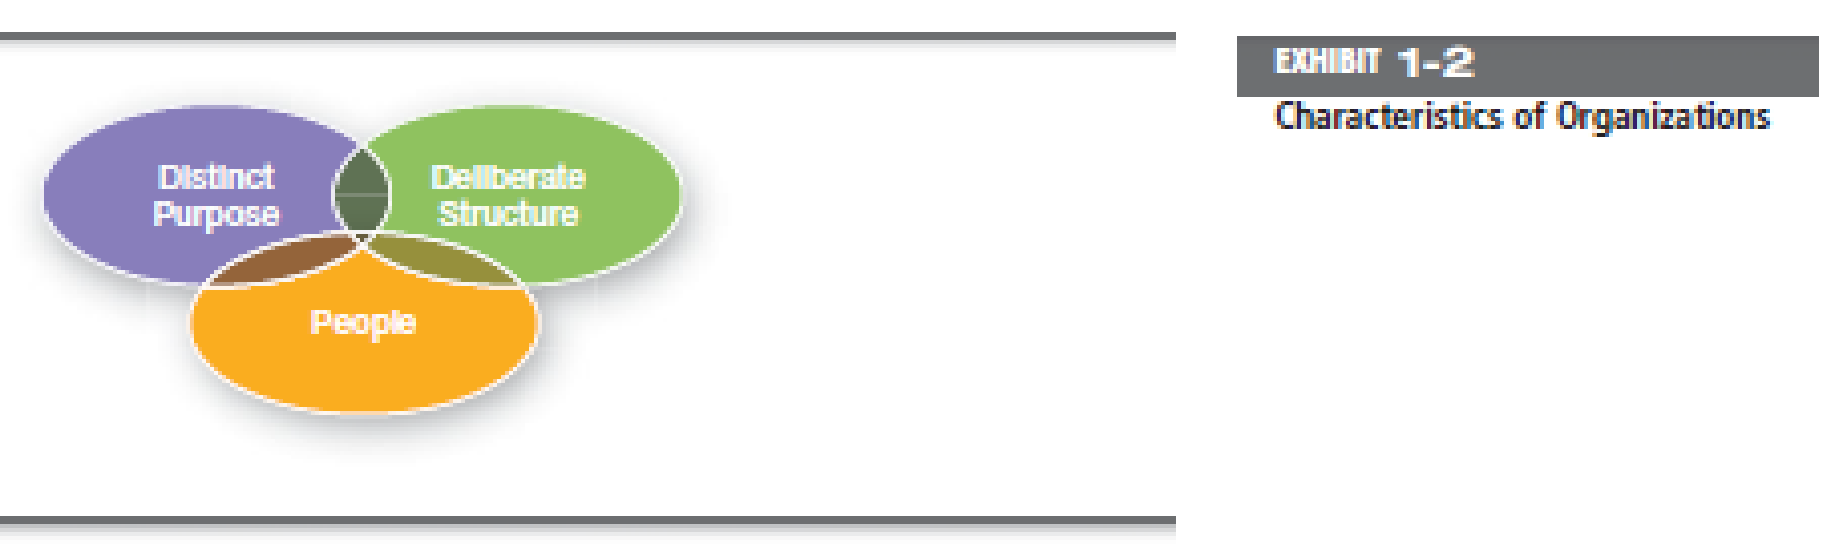 EXHIBIT 1-2
Characteristics of Organizations
Distinct
Purpose
Deliberate
Structure
People